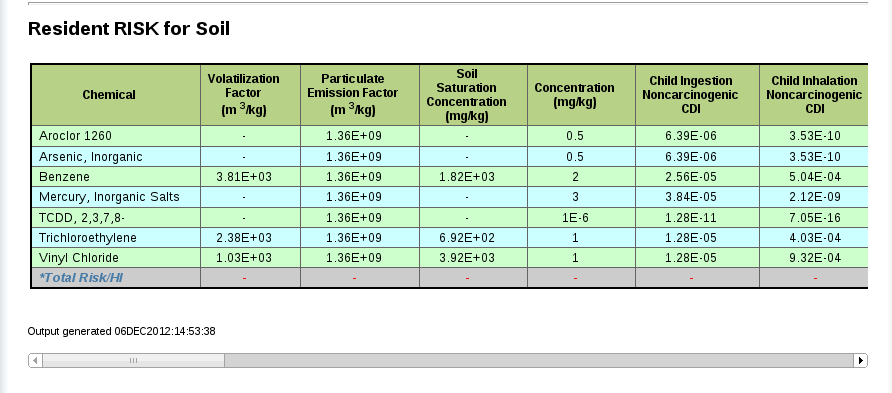 Resident RISK for Soil
Chemical | Volatilization Factor (m 3/kg) | Particulate Emission Factor (m 3/kg) | Soil Saturation Concentration (mg/kg) | Concentration (mg/kg) | Child Ingestion Noncarcinogenic CDI | Child Inhalation Noncarcinogenic CDI
Aroclor 1260 | - | 1.36E+09 | - | 0.5 | 6.39E-06 | 3.53E-10
Arsenic, Inorganic | - | 1.36E+09 | - | 0.5 | 6.39E-06 | 3.53E-10
Benzene | 3.81E+03 | 1.36E+09 | 1.82E+03 | 2 | 2.56E-05 | 5.04E-04
Mercury, Inorganic Salts | - | 1.36E+09 | - | 3 | 3.84E-05 | 2.12E-09
TCDD, 2,3,7,8- | - | 1.36E+09 | - | 1E-6 | 1.28E-11 | 7.05E-16
Trichloroethylene | 2.38E+03 | 1.36E+09 | 6.92E+02 | 1 | 1.28E-05 | 4.03E-04
Vinyl Chloride | 1.03E+03 | 1.36E+09 | 3.92E+03 | 1 | 1.28E-05 | 9.32E-04
*Total Risk/HI | - | - | - | - | - | -
Output generated 06DEC2012:14:53:38